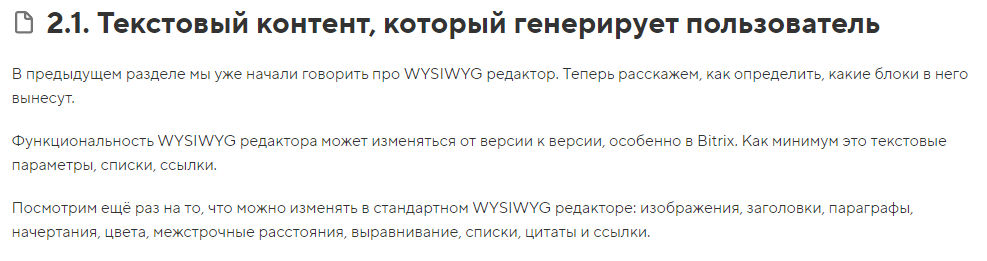 2.1. Текстовый контент, который генерирует пользователь
В предыдущем разделе мы уже начали говорить про WYSIWYG редактор. Теперь расскажем, как определить, какие блоки в него
вынесут.
Функциональность WYSIWYG редактора может изменяться от версии к версии, особенно в Bitrix. Как минимум это текстовые
параметры, списки, ссылки.
Посмотрим ещё раз на то, что можно изменять в стандартном WYSIWYG редакторе: изображения, заголовки, параграфы,
начертания, цвета, межстрочные расстояния, выравнивание, списки, цитаты и ссылки.